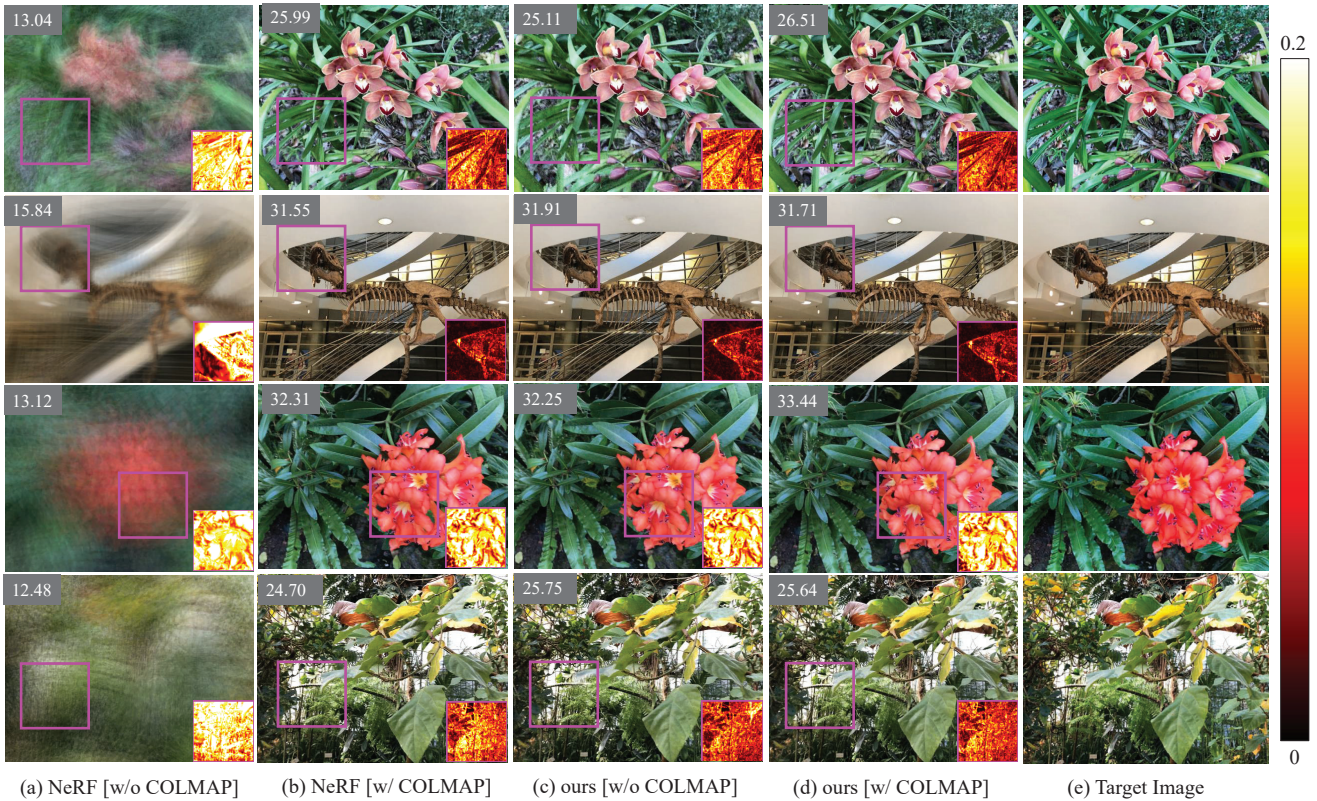 13.04 25.99 25.11 26.51
0.2
15.84 31.55 31.91 31.71
13.12 32.31 32.25 33.44
12.48 24.70 25.75 25.64
0
(a) NeRF [w/o COLMAP] (b) NeRF [w/ COLMAP] (c) ours [w/o COLMAP] (d) ours [w/ COLMAP] (e) Target Image